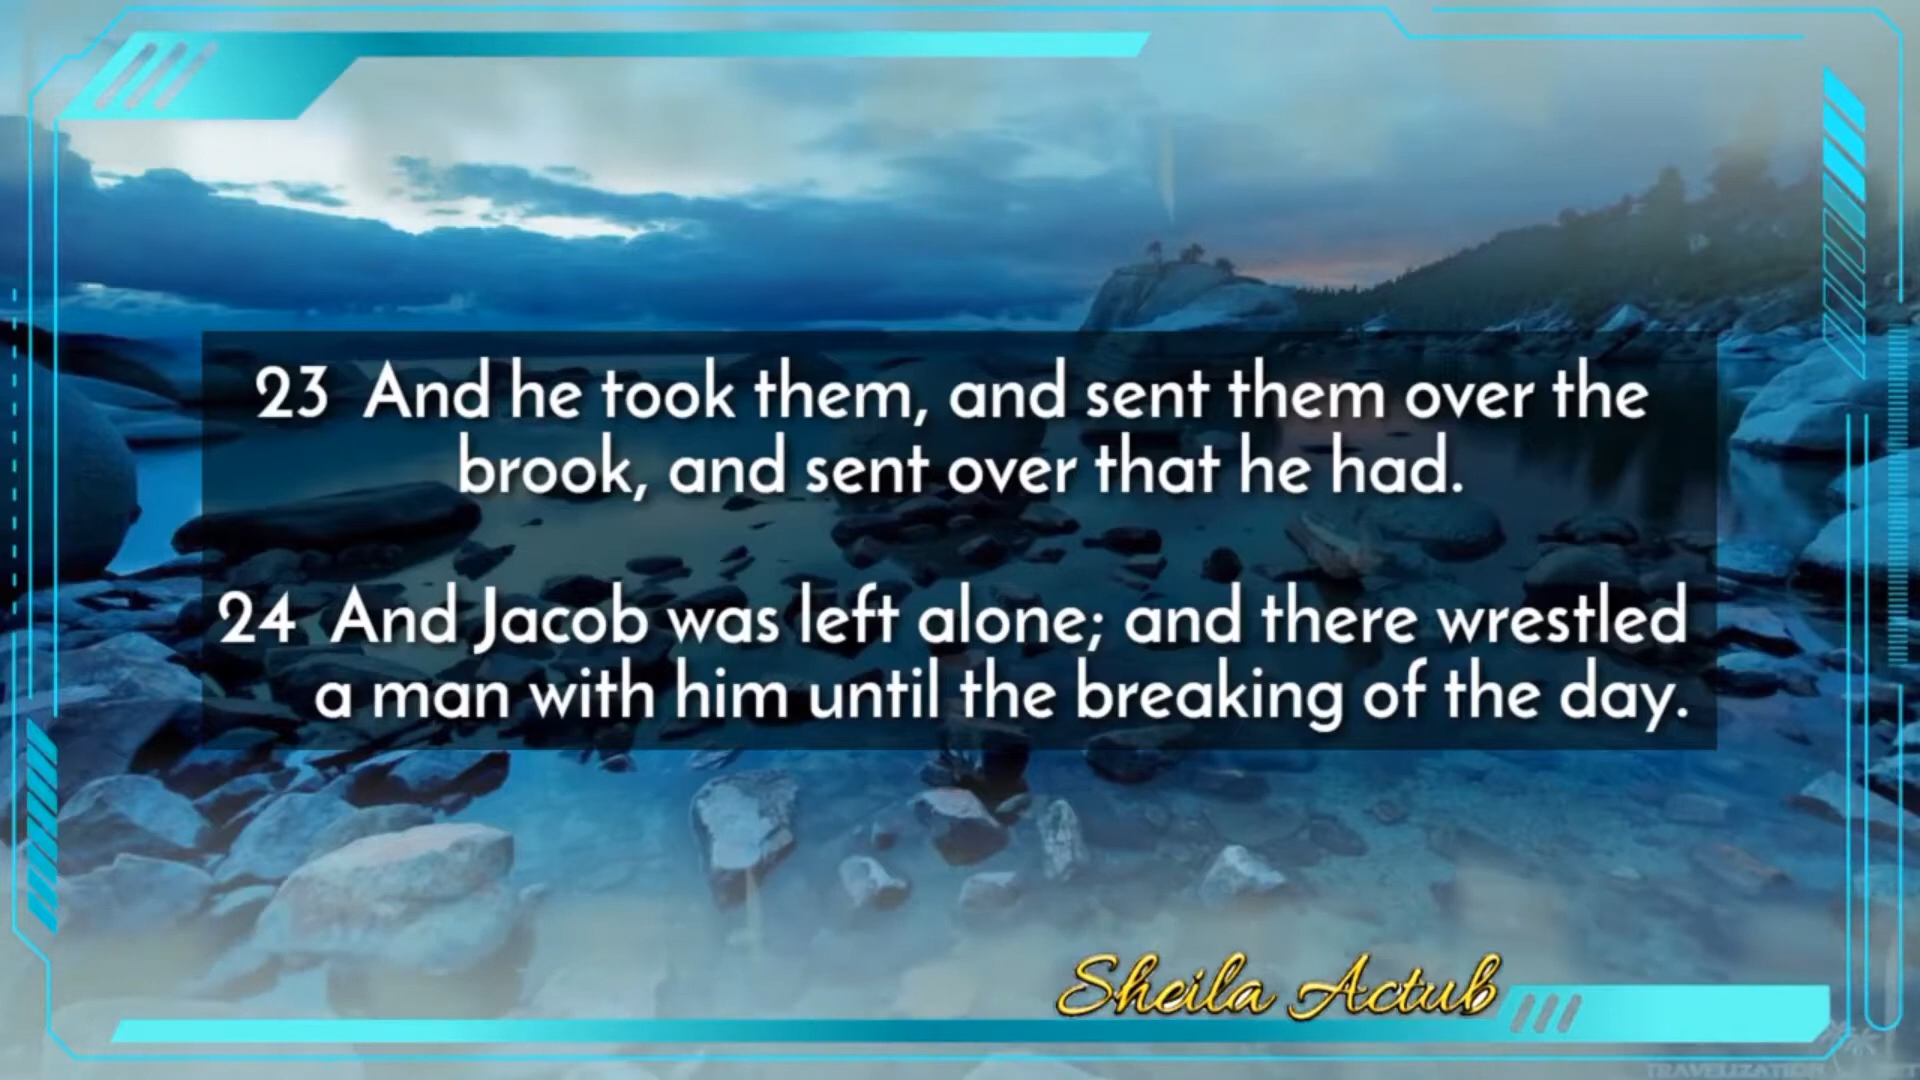 23 And he took them, and sent them over the
brook, and sent over that he had.
24 And Jacob was left alone; and there wrestled
a man with him until the breaking of the day.
Sheila Actub
TRAVELIZATION